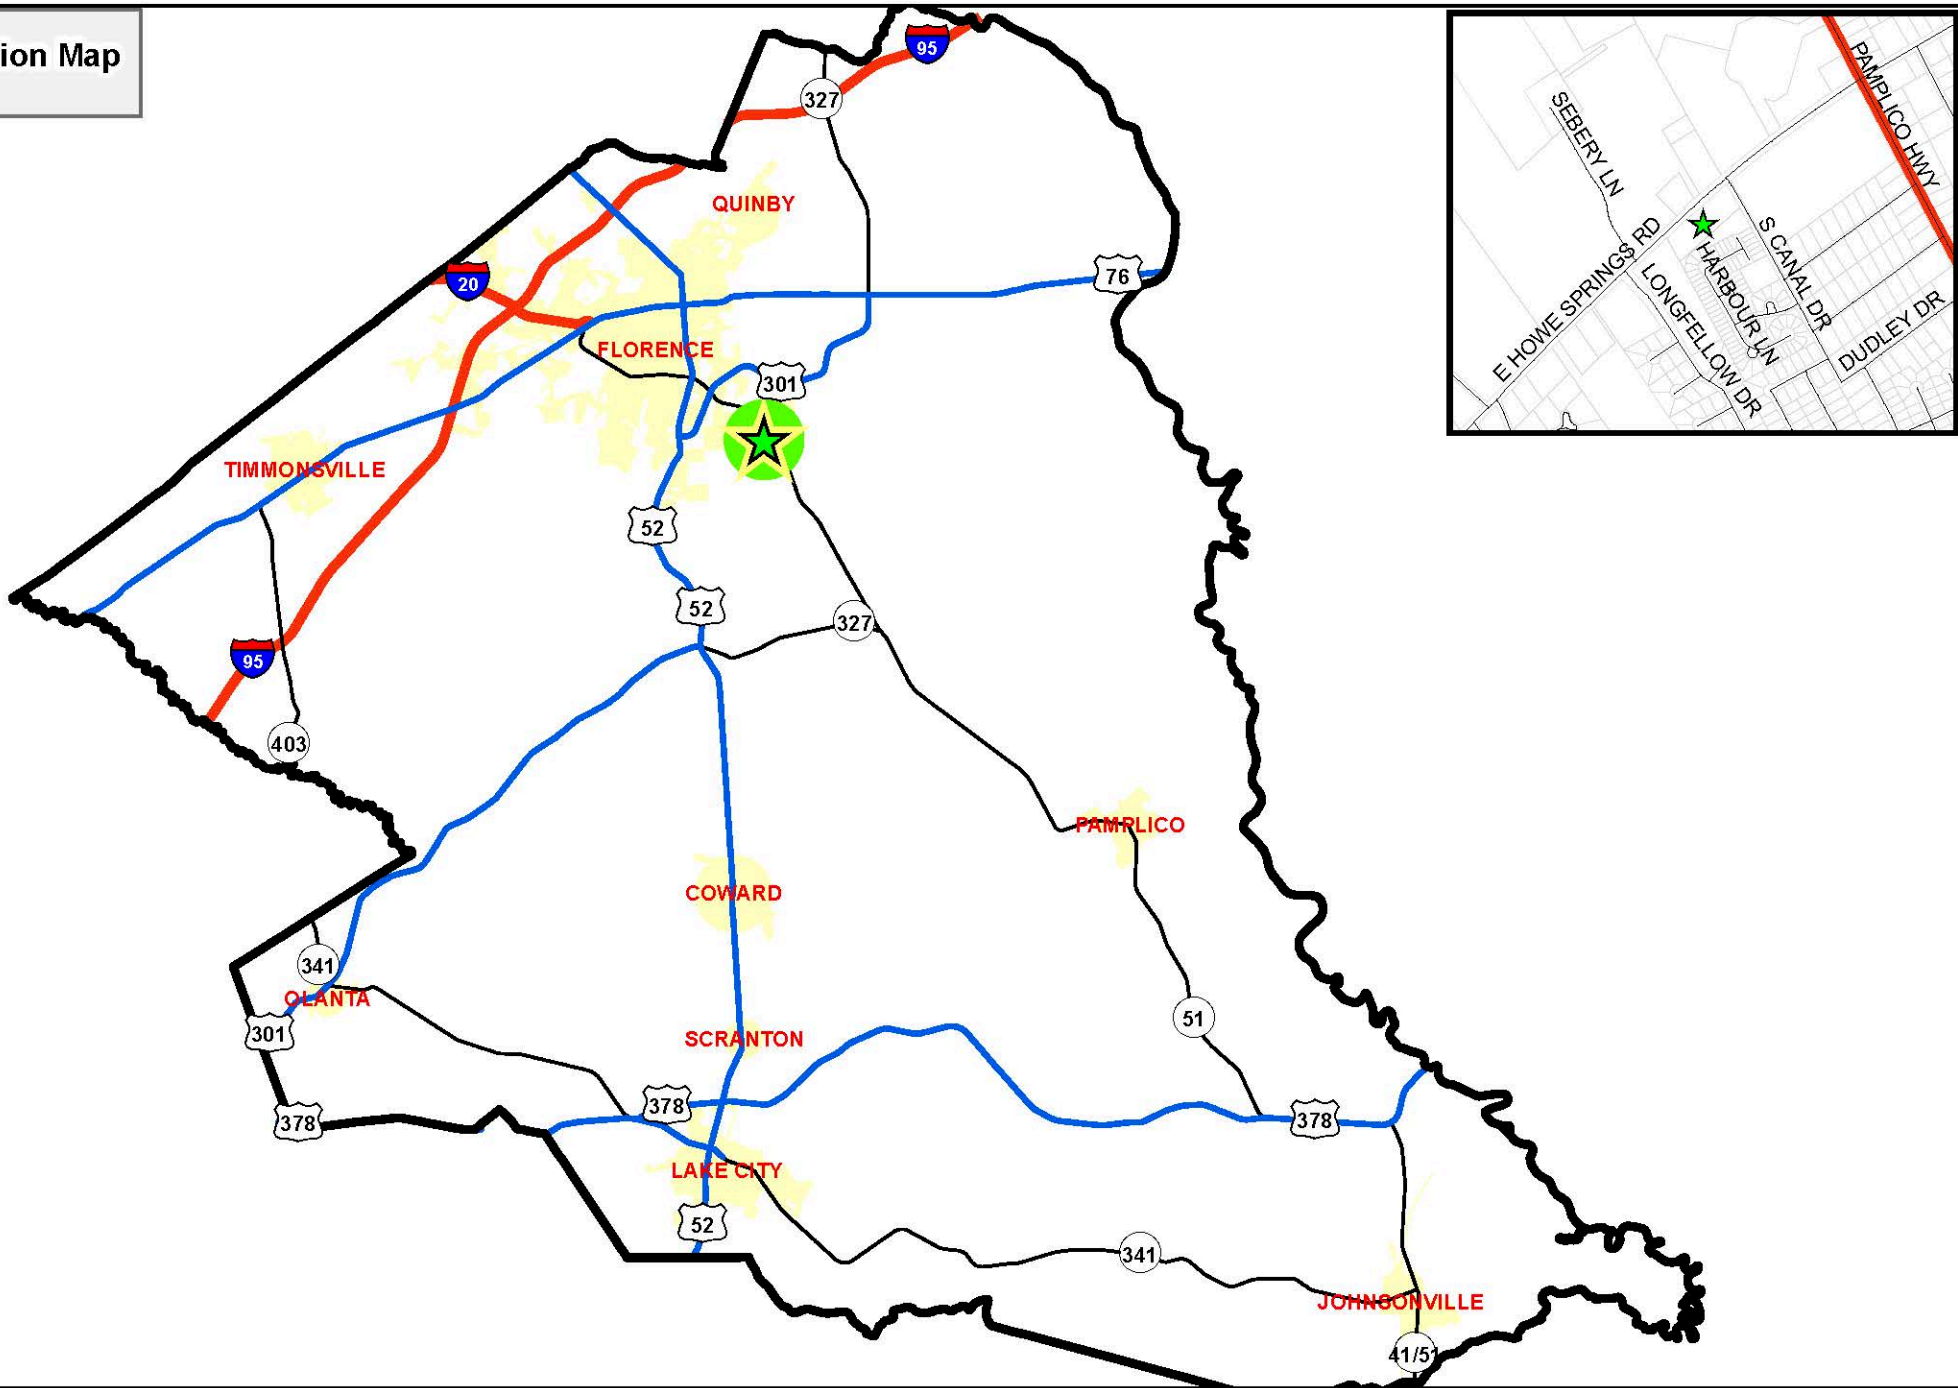 ion Map
95
327
QUINBY
20
76
FLORENCE
301
TIMMONSVILLE
52
52
327
95
403
PAMPLICO
COWARD
341
OLANTA
301
51
SCRANTON
378
378
378
LAKE CITY
52
341
JOHNSONVILLE
41/51
PAMPLICO HWY
SEBERY LN
E HOWE SPRINGS RD
S CANAL DR
HARBOUR LN
LONGFELLOW DR
DUDLEY DR